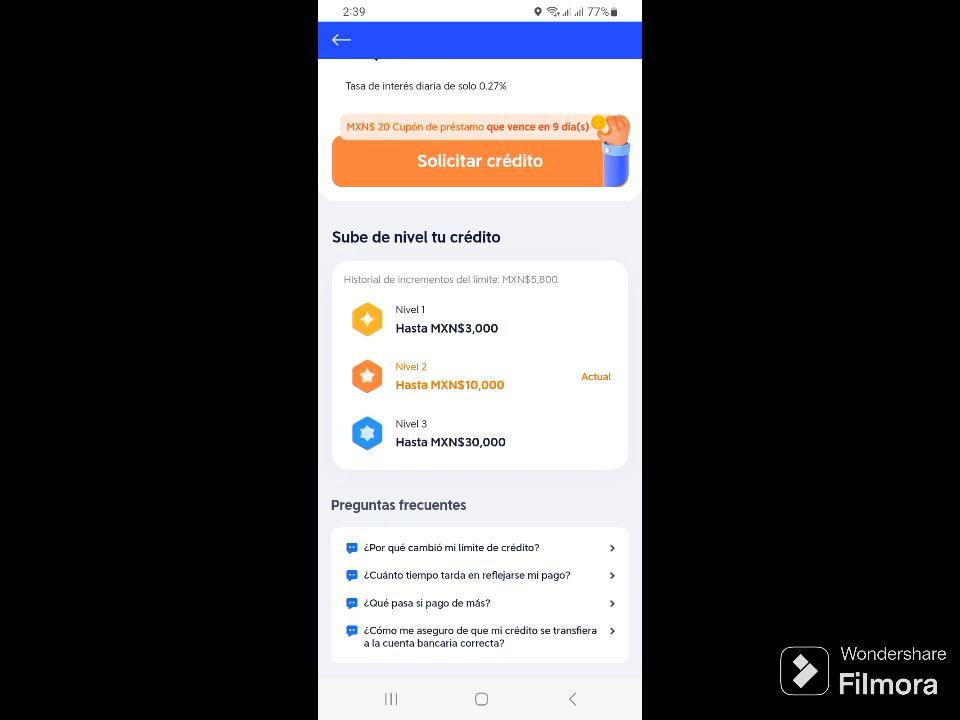 2:39
77%
Tasa de interés diaria de solo 0.27%
MXN$ 20 Cupón de préstamo que vence en 9 día(s)
Solicitar crédito
Sube de nivel tu crédito
Historial de incrementos del límite: MXN$5,800
Nivel 1
Hasta MXN$3,000
Nivel 2
Hasta MXN$10,000
Actual
Nivel 3
Hasta MXN$30,000
Preguntas frecuentes
¿Por qué cambió mi límite de crédito?
¿Cuánto tiempo tarda en reflejarse mi pago?
¿Qué pasa si pago de más?
¿Cómo me aseguro de que mi crédito se transfiera
a la cuenta bancaria correcta?
Wondershare
Filmora